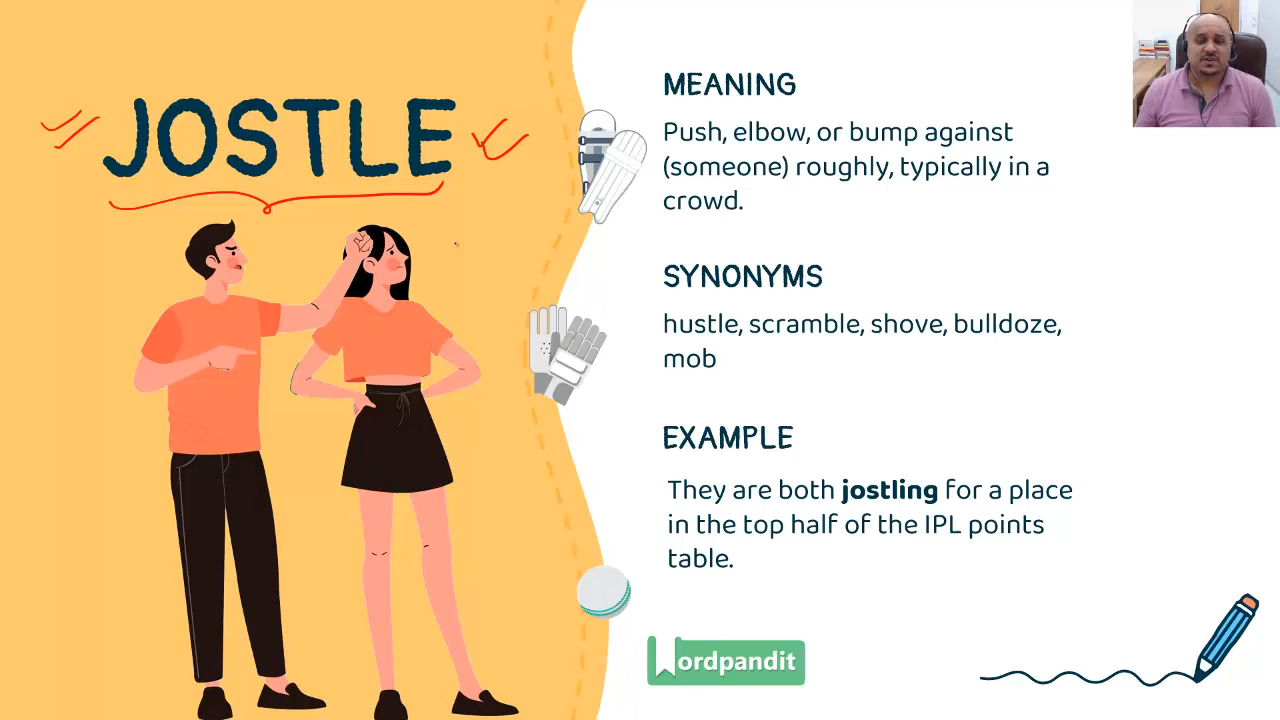 JOSTLE
MEANING
Push, elbow, or bump against
(someone) roughly, typically in a
crowd.
SYNONYMS
hustle, scramble, shove, bulldoze,
mob
EXAMPLE
They are both jostling for a place
in the top half of the IPL points
table.
Wordpandit